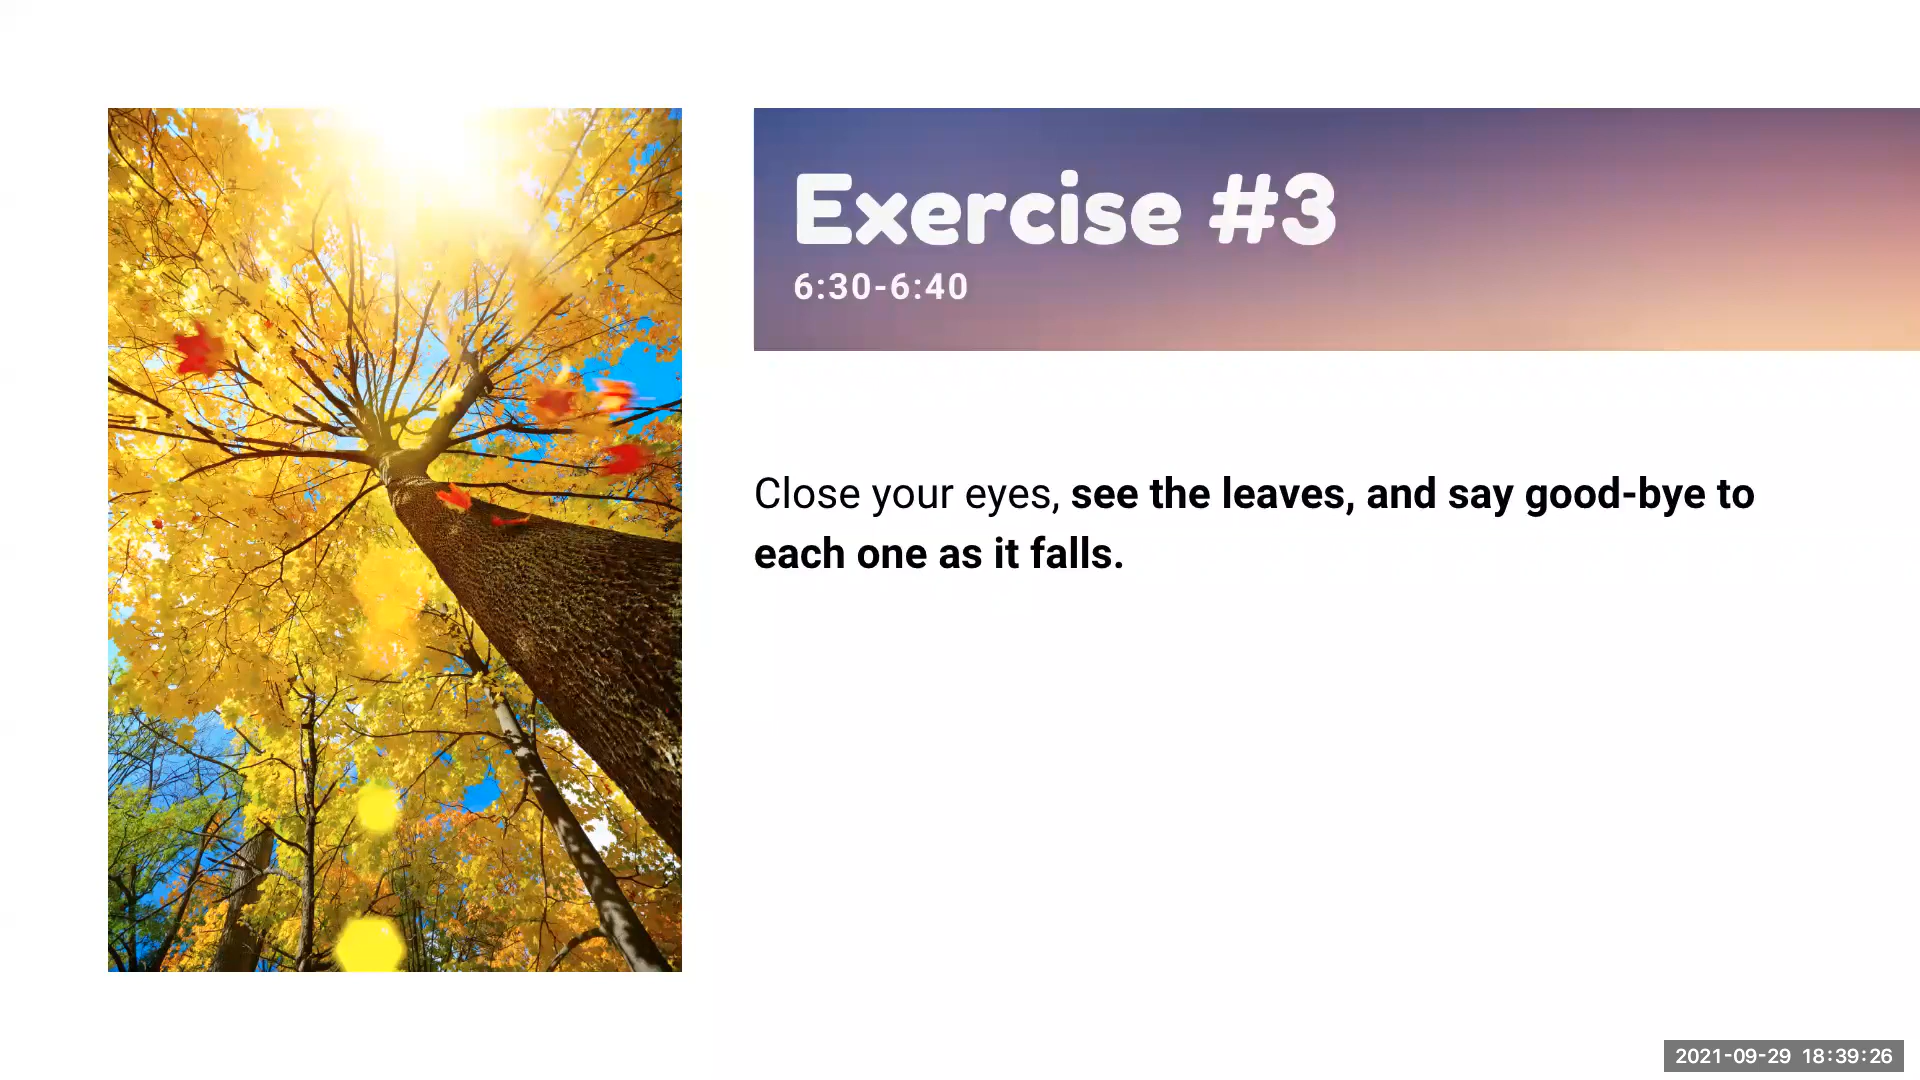 Exercise #3
6:30-6:40
Close your eyes, see the leaves, and say good-bye to
each one as it falls.
2021-09-29 18:39:26